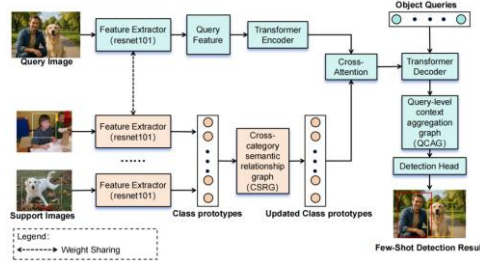 Object Queries
Feature Extractor
(resnet101)
Query
Feature
Transformer
Encoder
Query Image
Cross-
Attention
Transformer
Decoder
Feature Extractor
(resnet101)
Cross-
category
semantic
relationship
graph
(CSRG)
Query-level
context
aggregation
graph
(QCAG)
......
Feature Extractor
(resnet101)
Detection Head
Support Images
Class prototypes
Updated Class prototypes
Few-Shot Detection Result
Legend:
Weight Sharing